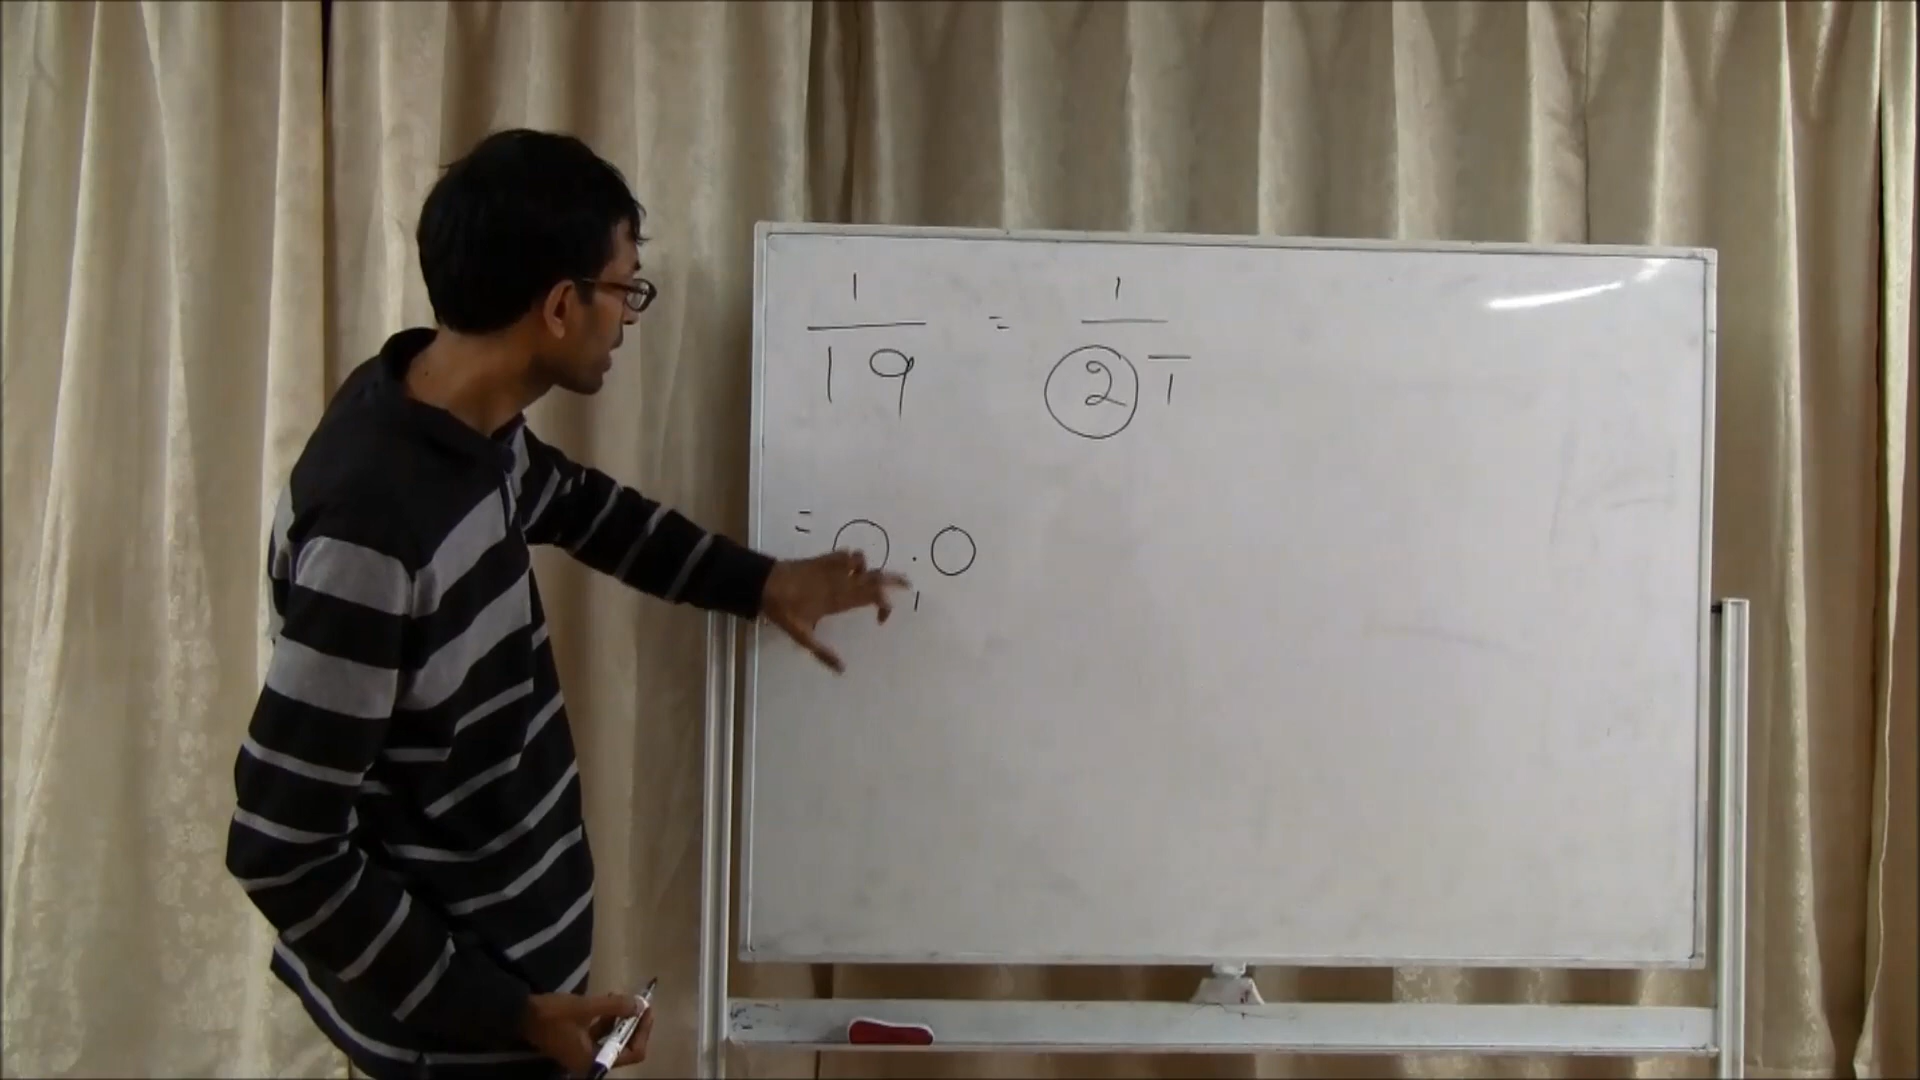 1/19 = 1/2 1̅
= 0.0
1